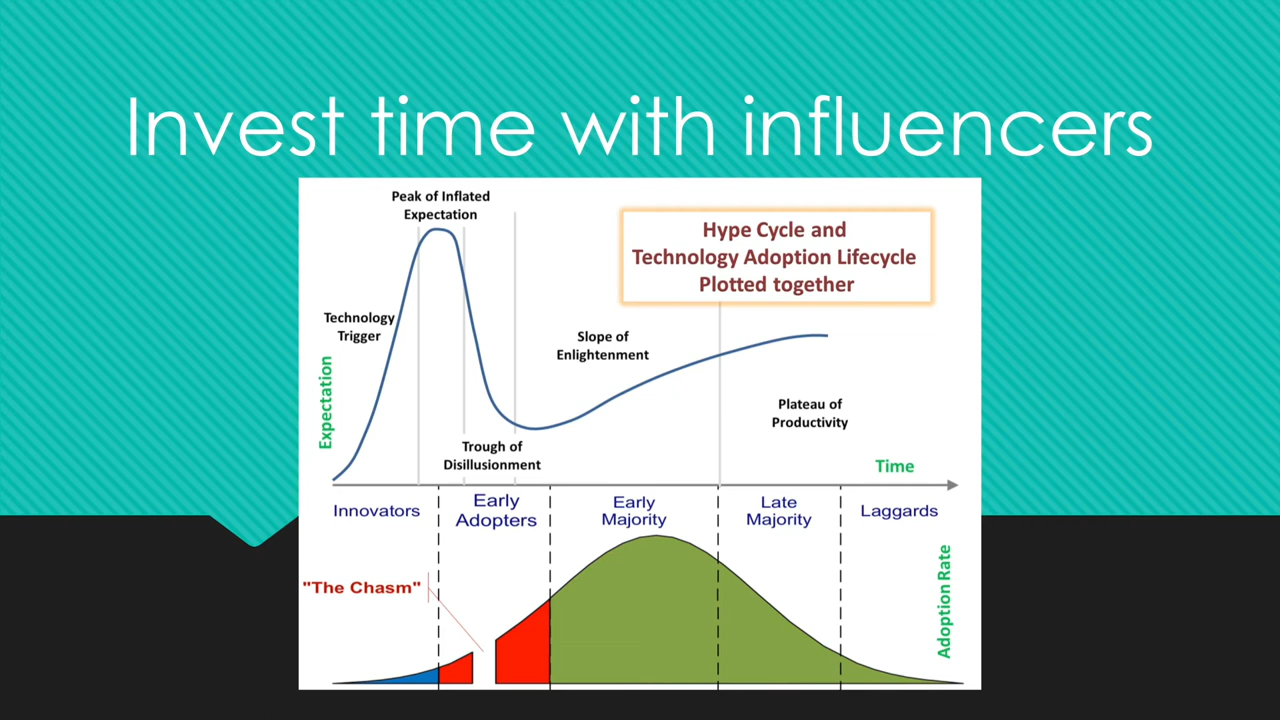 Invest time with influencers
Peak of Inflated
Expectation
Hype Cycle and
Technology Adoption Lifecycle
Plotted together
Technology
Trigger
Slope of
Enlightenment
Expectation
Plateau of
Productivity
Trough of
Disillusionment
Time
Innovators
Early
Adopters
Early
Majority
Late
Majority
Laggards
"The Chasm"
Adoption Rate